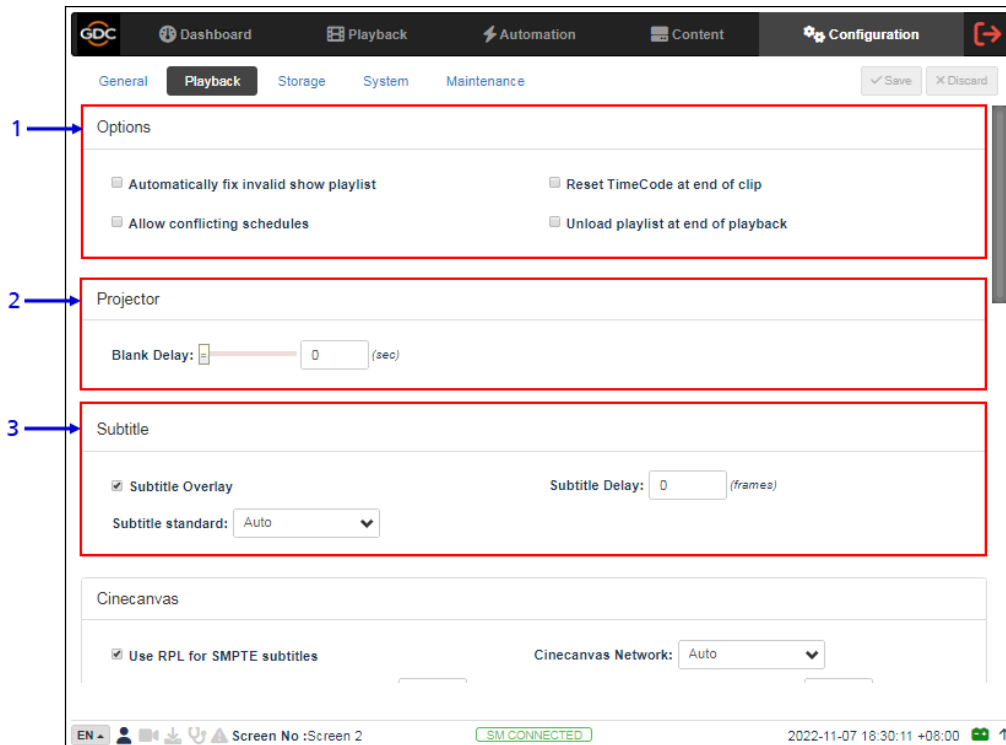 GDC Dashboard Playback Automation Content Configuration
General Playback Storage System Maintenance Save Discard
1
Options
Automatically fix invalid show playlist Reset TimeCode at end of clip
Allow conflicting schedules Unload playlist at end of playback
2
Projector
Blank Delay: 0 (sec)
3
Subtitle
Subtitle Overlay Subtitle Delay: 0 (frames)
Subtitle standard: Auto
Cinecanvas
Use RPL for SMPTE subtitles Cinecanvas Network: Auto
EN Screen No :Screen 2 SM CONNECTED 2022-11-07 18:30:11 +08:00